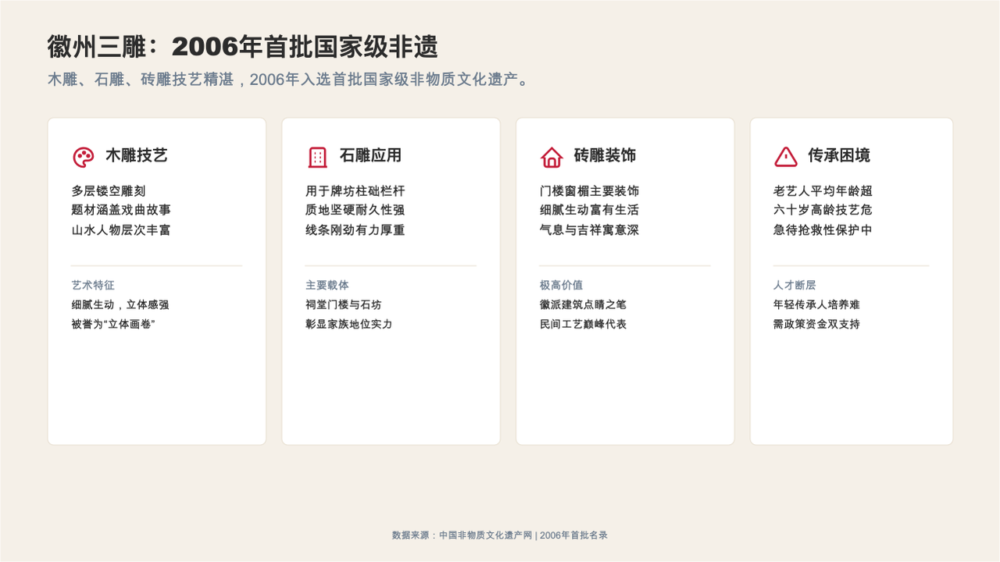 徽州三雕：2006年首批国家级非遗
木雕、石雕、砖雕技艺精湛，2006年入选首批国家级非物质文化遗产。
木雕技艺
多层镂空雕刻
题材涵盖戏曲故事
山水人物层次丰富
艺术特征
细腻生动，立体感强
被誉为“立体画卷”
石雕应用
用于牌坊柱础栏杆
质地坚硬耐久性强
线条刚劲有力厚重
主要载体
祠堂门楼与石坊
彰显家族地位实力
砖雕装饰
门楼窗楣主要装饰
细腻生动富有生活
气息与吉祥寓意深
极高价值
徽派建筑点睛之笔
民间工艺巅峰代表
传承困境
老艺人平均年龄超
六十岁高龄技艺危
急待抢救性保护中
人才断层
年轻传承人培养难
需政策资金双支持
数据来源：中国非物质文化遗产网 | 2006年首批名录